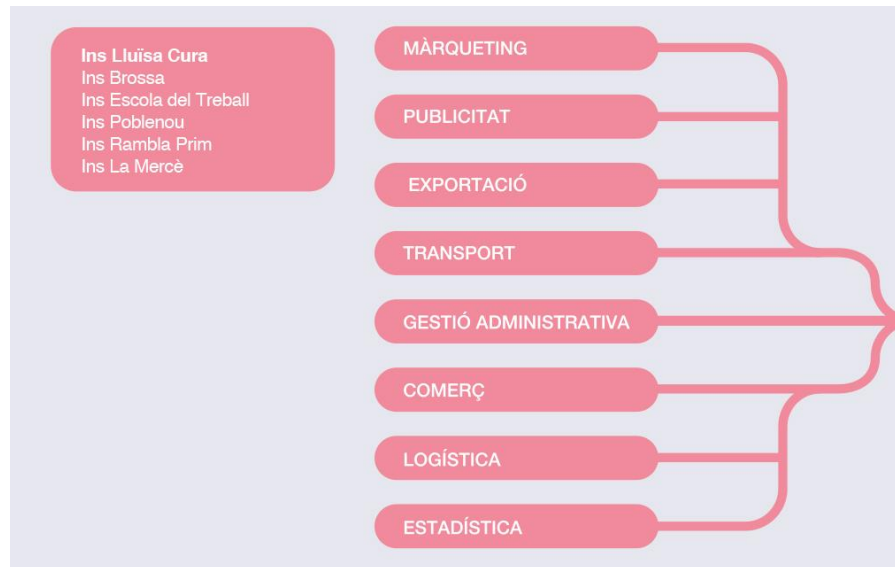 Ins Lluïsa Cura
Ins Brossa
Ins Escola del Treball
Ins Poblenou
Ins Rambla Prim
Ins La Mercè
MÀRQUETING
PUBLICITAT
EXPORTACIÓ
TRANSPORT
GESTIÓ ADMINISTRATIVA
COMERÇ
LOGÍSTICA
ESTADÍSTICA